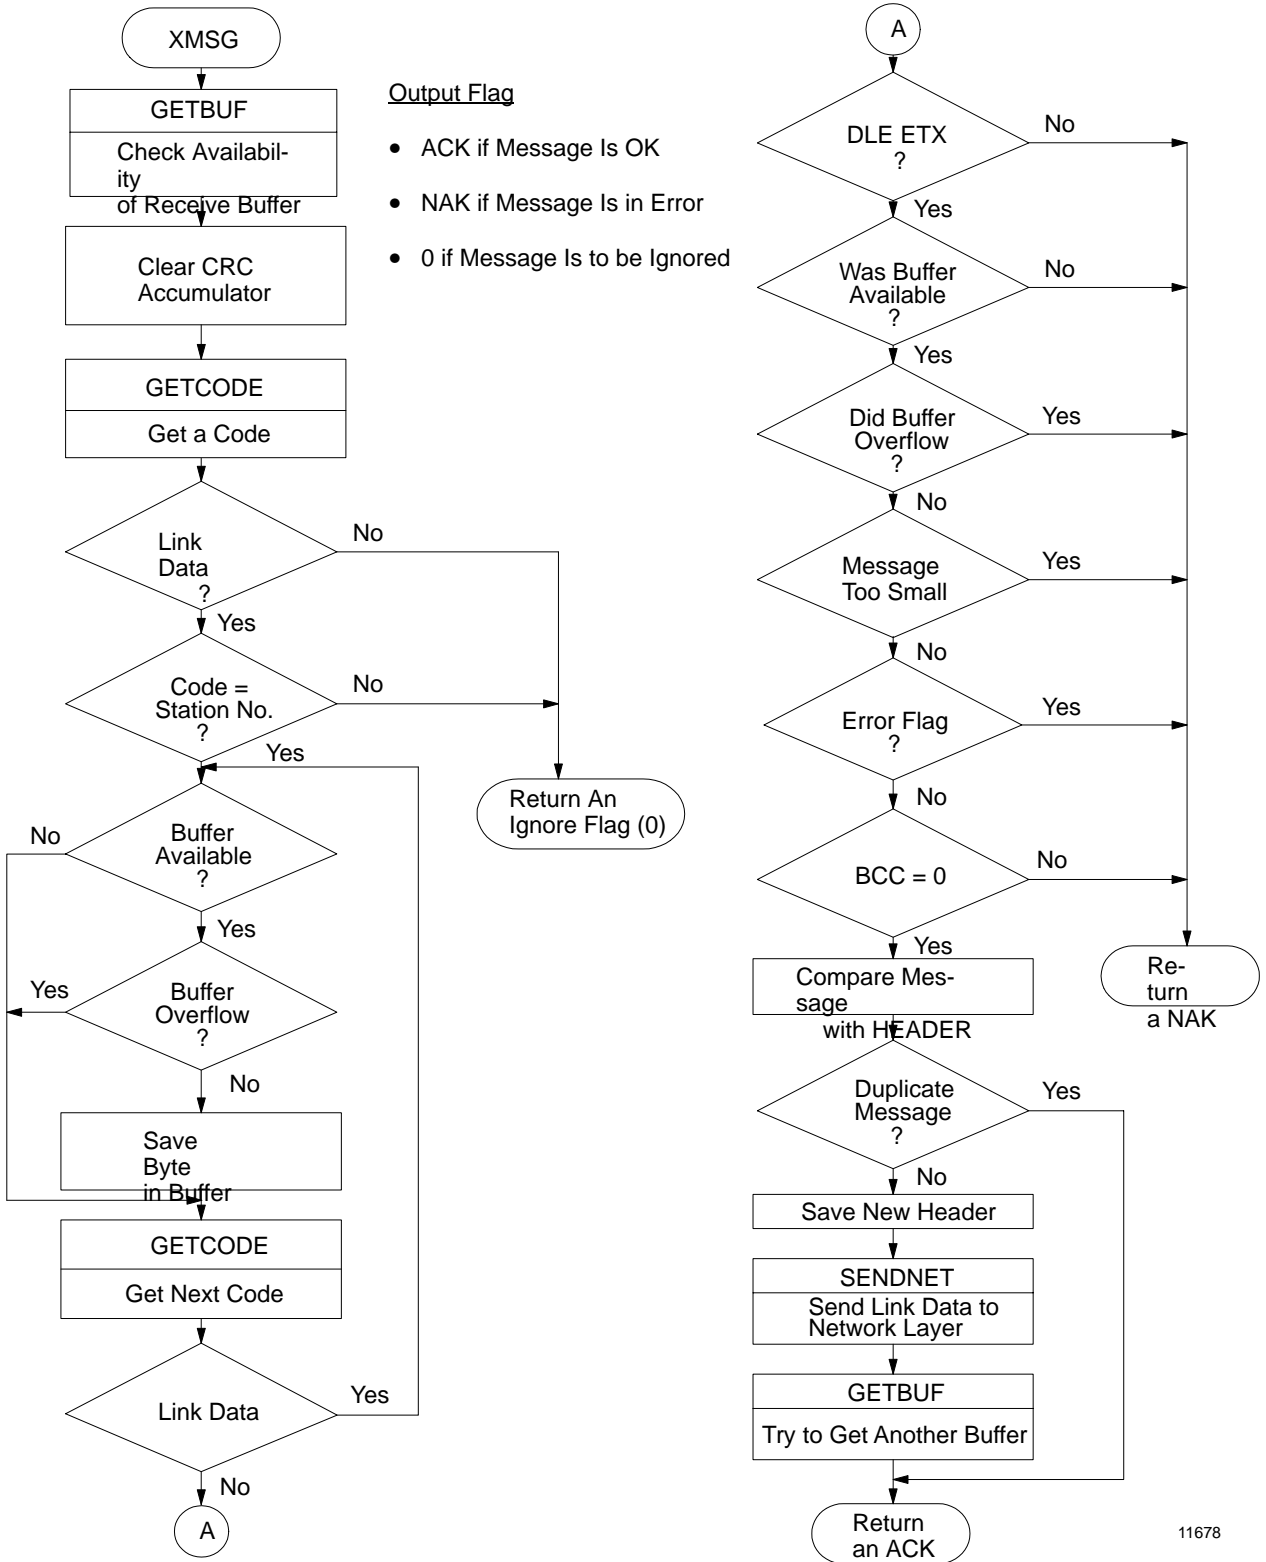 XMSG
GETBUF
Check Availabil-
ity
of Receive Buffer
Clear CRC
Accumulator
GETCODE
Get a Code
Link
Data
?
No
Yes
Code =
Station No.
?
No
Yes
Return An
Ignore Flag (0)
Buffer
Available
?
No
Yes
Buffer
Overflow
?
Yes
No
Save
Byte
in Buffer
GETCODE
Get Next Code
Link Data
Yes
No
A
Output Flag
• ACK if Message Is OK
• NAK if Message Is in Error
• 0 if Message Is to be Ignored
A
DLE ETX
?
No
Yes
Was Buffer
Available
?
No
Yes
Did Buffer
Overflow
?
Yes
No
Message
Too Small
Yes
No
Error Flag
?
Yes
No
BCC = 0
No
Yes
Re-
turn
a NAK
Compare Mes-
sage
with HEADER
Duplicate
Message
?
Yes
No
Save New Header
SENDNET
Send Link Data to
Network Layer
GETBUF
Try to Get Another Buffer
Return
an ACK
11678